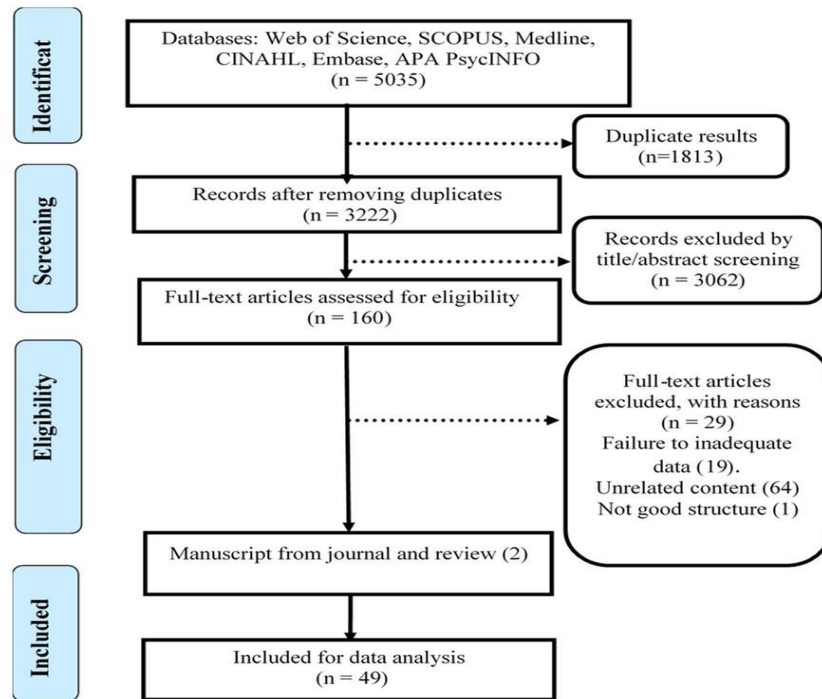 Identificat
Databases: Web of Science, SCOPUS, Medline,
CINAHL, Embase, APA PsycINFO
(n = 5035)
Duplicate results
(n=1813)
Screening
Records after removing duplicates
(n = 3222)
Records excluded by
title/abstract screening
(n = 3062)
Full-text articles assessed for eligibility
(n = 160)
Eligibility
Full-text articles
excluded, with reasons
(n = 29)
Failure to inadequate
data (19).
Unrelated content (64)
Not good structure (1)
Manuscript from journal and review (2)
Included
Included for data analysis
n = 49